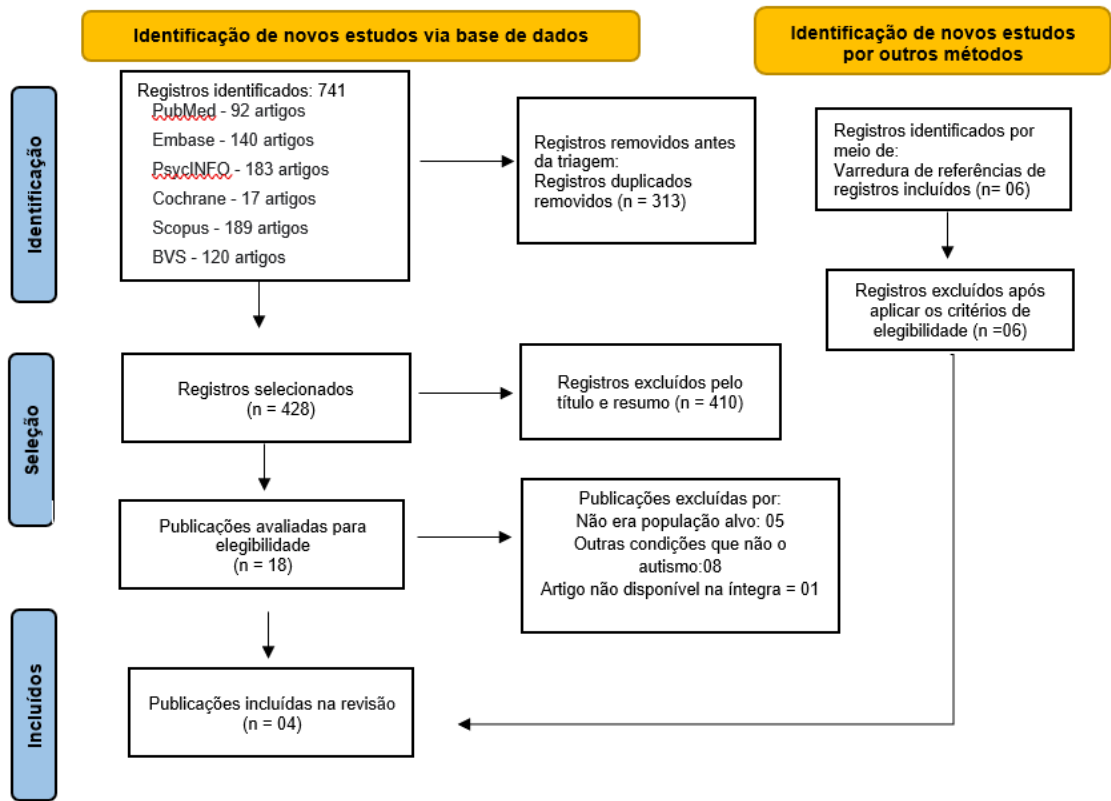 Identificação de novos estudos via base de dados
Identificação de novos estudos
por outros métodos
Identificação
Registros identificados: 741
PubMed - 92 artigos
Embase - 140 artigos
PsycINFO - 183 artigos
Cochrane - 17 artigos
Scopus - 189 artigos
BVS - 120 artigos
Registros removidos antes
da triagem:
Registros duplicados
removidos (n = 313)
Registros identificados por
meio de:
Varredura de referências de
registros incluídos (n= 06)
Registros excluídos após
aplicar os critérios de
elegibilidade (n =06)
Seleção
Registros selecionados
(n = 428)
Registros excluídos pelo
título e resumo (n = 410)
Publicações avaliadas para
elegibilidade
(n = 18)
Publicações excluídas por:
Não era população alvo: 05
Outras condições que não o
autismo:08
Artigo não disponível na íntegra = 01
Incluídos
Publicações incluídas na revisão
(n = 04)